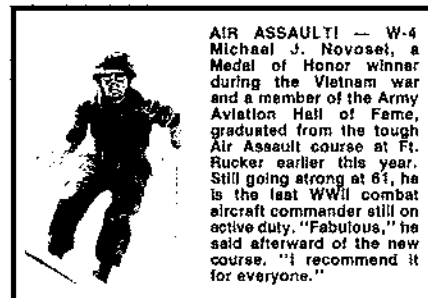 AIR ASSAULT! — W-4
Michael J. Novosel, a
Medal of Honor winner
during the Vietnam war
and a member of the Army
Aviation Hall of Fame,
graduated from the tough
Air Assault course at Ft.
Rucker earlier this year.
Still going strong at 61, he
is the last WWII combat
aircraft commander still on
active duty. "Fabulous," he
said afterward of the new
course. "I recommend it
for everyone."